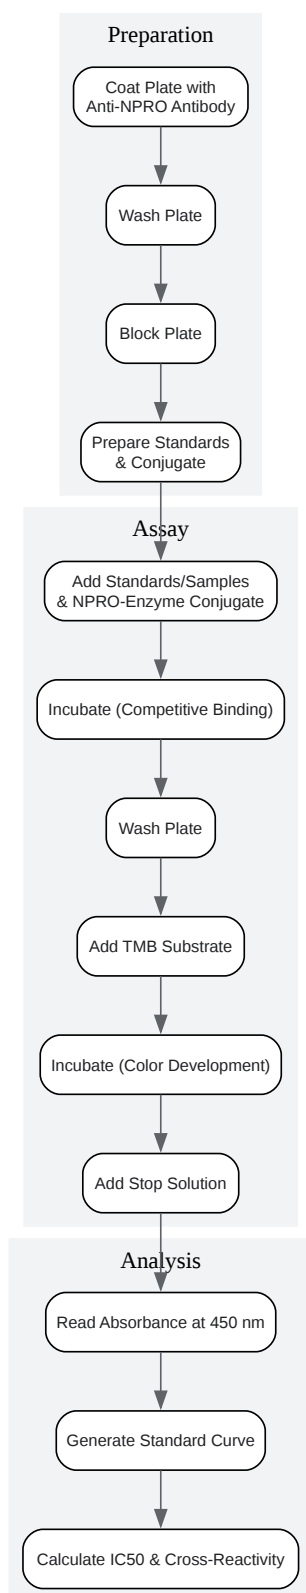 Preparation
Coat Plate with
Anti-NPRO Antibody
Wash Plate
Block Plate
Prepare Standards
& Conjugate
Assay
Add Standards/Samples
& NPRO-Enzyme Conjugate
Incubate (Competitive Binding)
Wash Plate
Add TMB Substrate
Incubate (Color Development)
Add Stop Solution
Analysis
Read Absorbance at 450 nm
Generate Standard Curve
Calculate IC50 & Cross-Reactivity